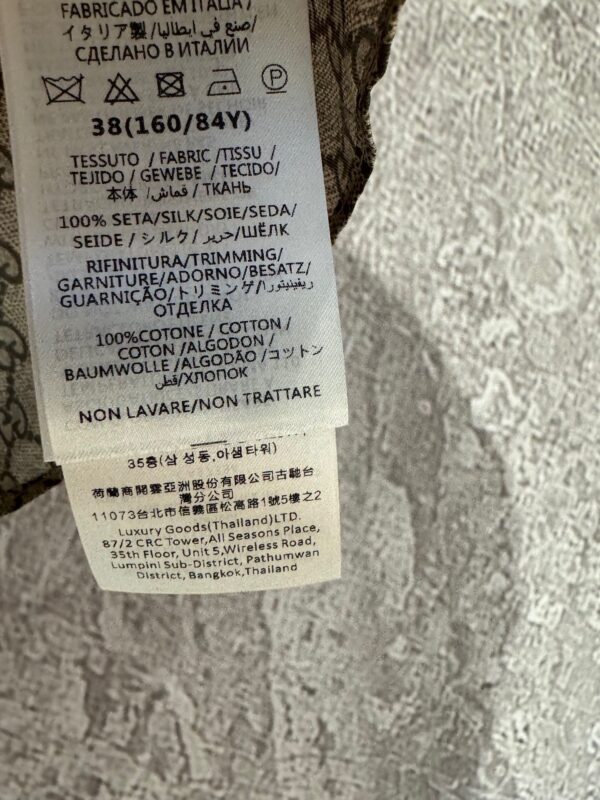 FABRICADO EM ITALIA /
イタリア製 /صنع في ايطاليا/
СДЕЛАНО В ИТАЛИИ
P
38(160/84Y)
TESSUTO / FABRIC /TISSU /
TEJIDO / GEWEBE / TECIDO/
本体 /قماش / ТКАНЬ
100% SETA/SILK/SOIE/SEDA/
SEIDE / シルク / حرير/ШЁЛК
RIFINITURA/TRIMMING/
GARNITURE/ADORNO/BESATZ/
GUARNIÇÃO/トリミング/ريفينيتورا
ОТДЕЛКА
100%COTONE / COTTON /
COTON /ALGODON /
BAUMWOLLE /ALGODÃO /コットン
قطن/ХЛОПОК
NON LAVARE/NON TRATTARE
35층(삼성동,아셈타워)
荷蘭商開雲亞洲股份有限公司古馳台
灣分公司
11073台北市信義區松高路1號5樓之2
Luxury Goods(Thailand)LTD.
87/2 CRC Tower,All Seasons Place,
35th Floor, Unit 5,Wireless Road,
Lumpini Sub-District, Pathumwan
District, Bangkok,Thailand